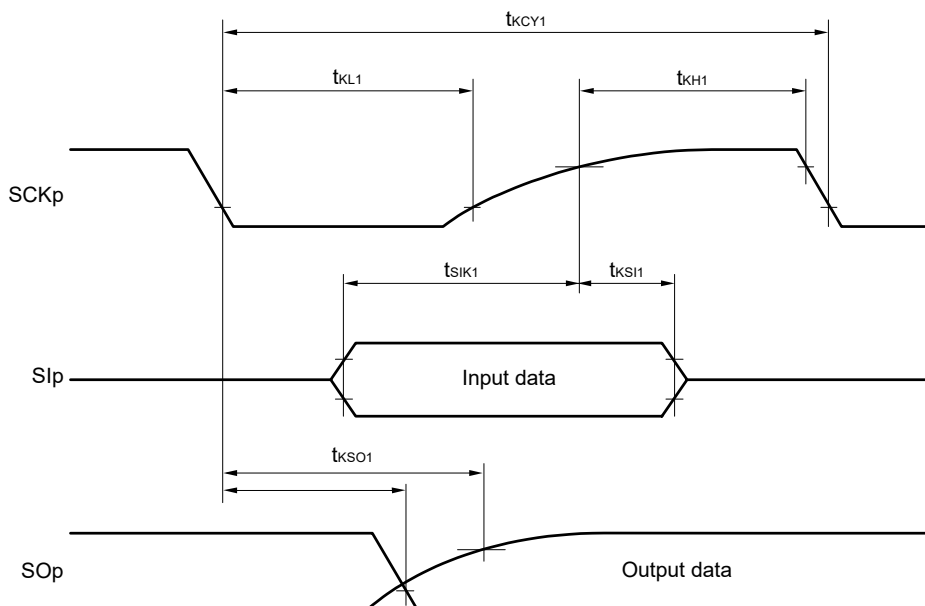 tKCY1
tKL1
tKH1
SCKp
tSIK1
tKSI1
SIp
Input data
tKSO1
SOp
Output data